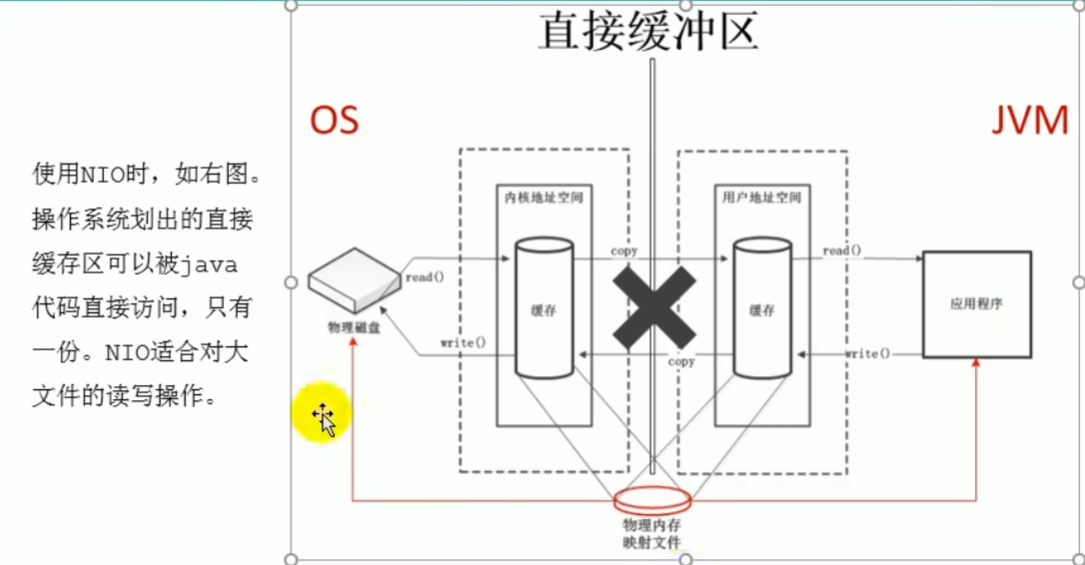 直接缓冲区
OS
JVM
使用NIO时，如右图。
操作系统划出的直接
缓存区可以被java
代码直接访问，只有
一份。NIO适合对大
文件的读写操作。
内核地址空间
用户地址空间
copy
read()
read()
缓存
缓存
应用程序
物理磁盘
write()
copy
write()
物理内存
映射文件